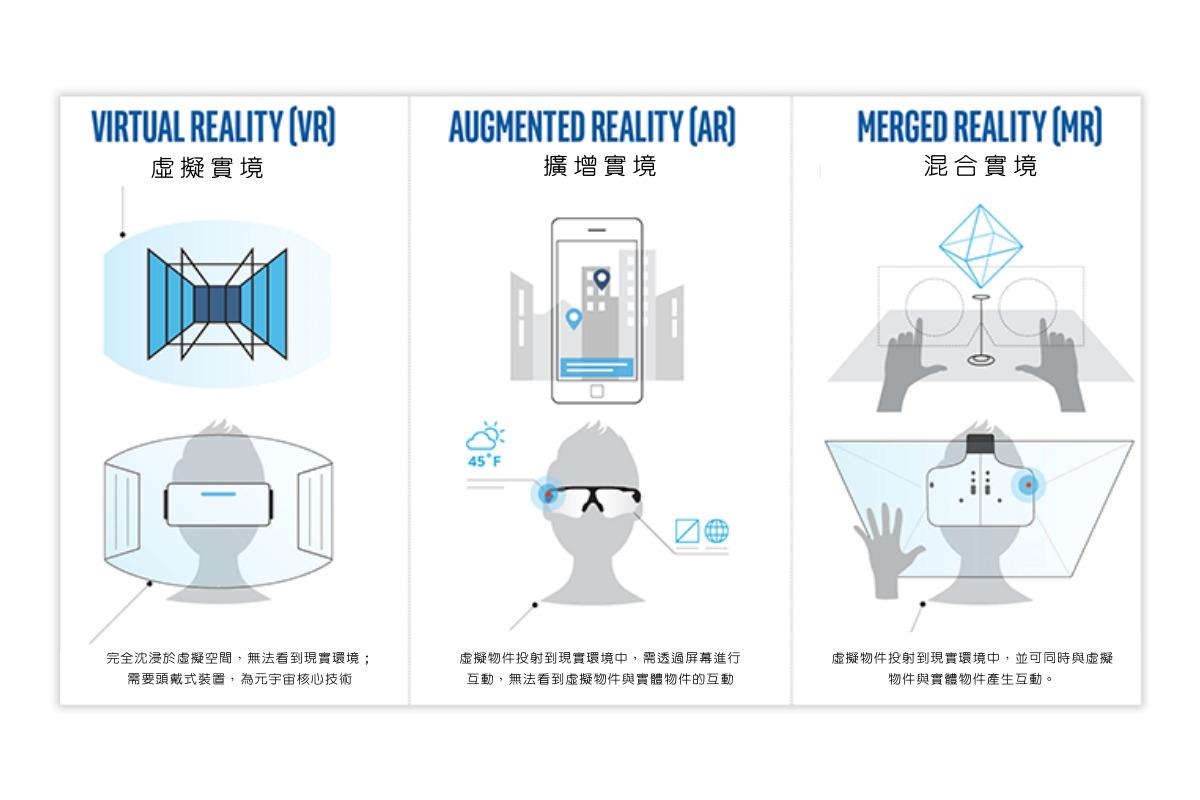 VIRTUAL REALITY (VR)
虛擬實境
完全沈浸於虛擬空間，無法看到現實環境；
需要頭戴式裝置，為元宇宙核心技術
AUGMENTED REALITY (AR)
擴增實境
45°F
虛擬物件投射到現實環境中，需透過屏幕進行
互動，無法看到虛擬物件與實體物件的互動
MERGED REALITY (MR)
混合實境
虛擬物件投射到現實環境中，並可同時與虛擬
物件與實體物件產生互動。